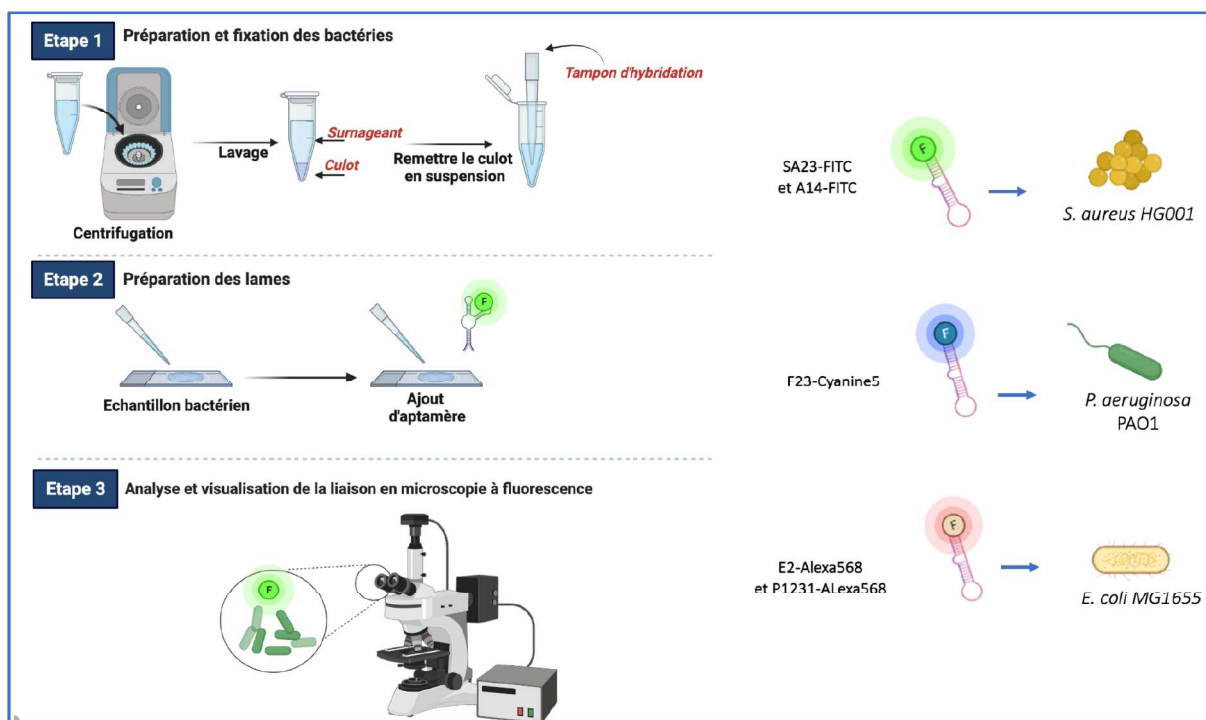 Etape 1
Préparation et fixation des bactéries
Tampon d'hybridation
Surnageant
Lavage
Culot
Remettre le culot
en suspension
Centrifugation
Etape 2
Préparation des lames
F
Echantillon bactérien
Ajout
d'aptamère
Etape 3
Analyse et visualisation de la liaison en microscopie à fluorescence
F
SA23-FITC
et A14-FITC
F
S. aureus HG001
F23-Cyanine5
F
P. aeruginosa
PAO1
E2-Alexa568
et P1231-ALexa568
F
E. coli MG1655